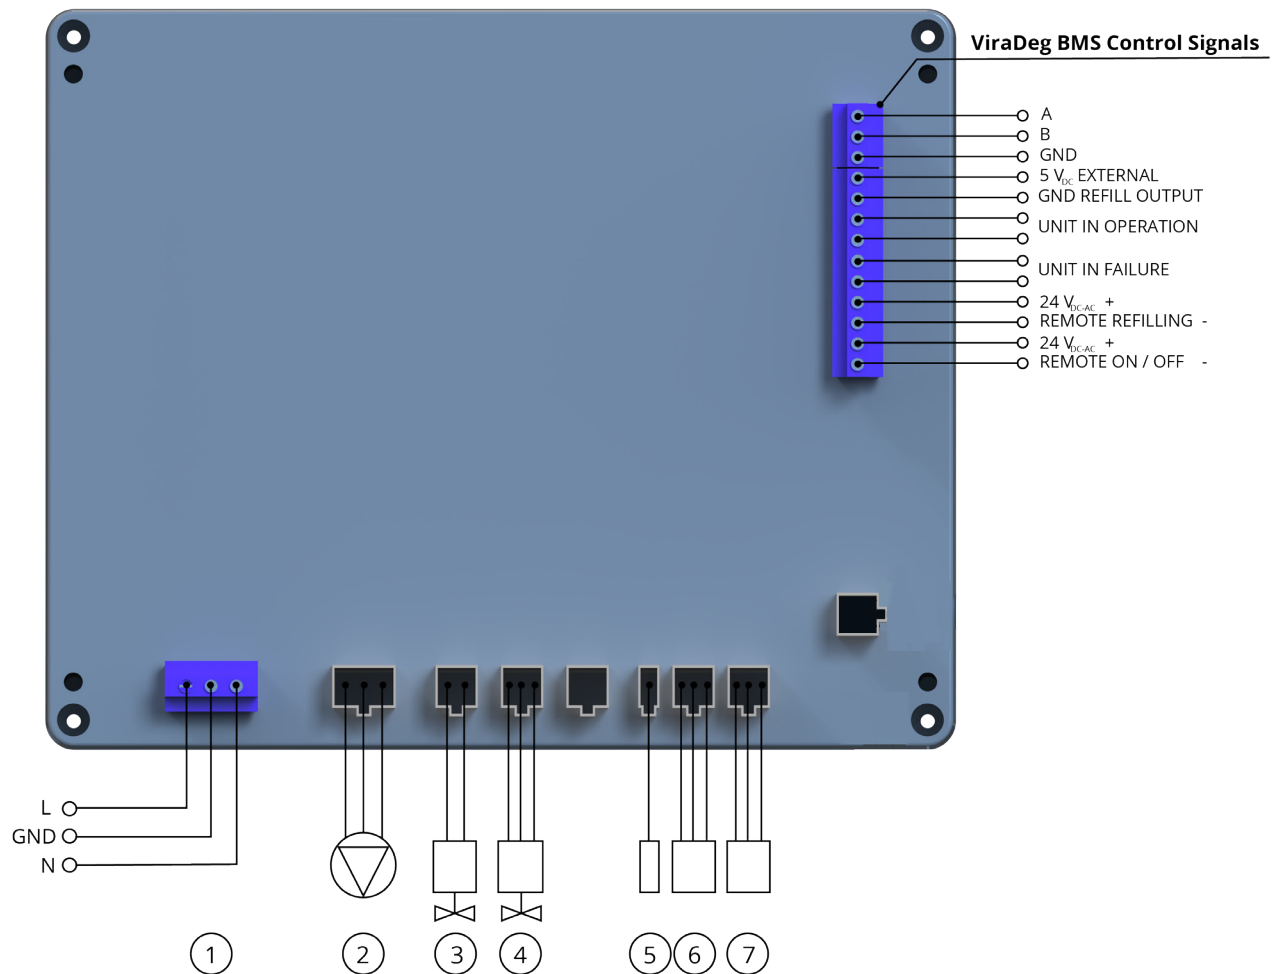 ViraDeg BMS Control Signals
A
B
GND
5 VDC EXTERNAL
GND REFILL OUTPUT
UNIT IN OPERATION
UNIT IN FAILURE
24 VDC-AC +
REMOTE REFILLING -
24 VDC-AC +
REMOTE ON / OFF -
L
GND
N
1 2 3 4 5 6 7